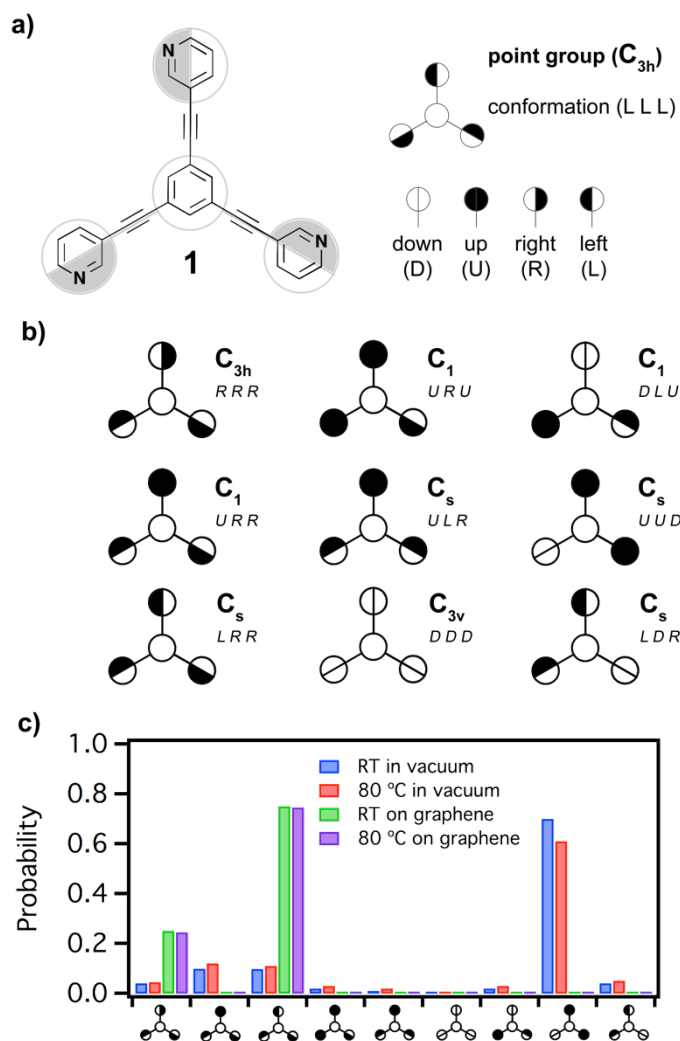 a)
N
N
N
1
point group (C3h)
conformation (L L L)
down
(D)
up
(U)
right
(R)
left
(L)
b)
C3h
R R R
C1
U R U
C1
D L U
C1
U R R
Cs
U L R
Cs
U U D
Cs
L R R
C3v
D D D
Cs
L D R
c)
Probability
1.0
0.8
0.6
0.4
0.2
0.0
RT in vacuum
80 ºC in vacuum
RT on graphene
80 ºC on graphene